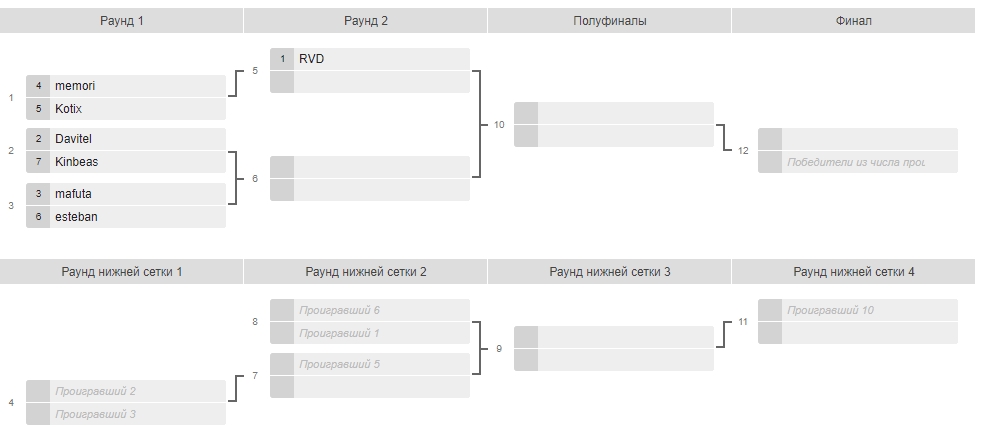 Раунд 1 Раунд 2 Полуфиналы Финал
5 1 RVD
1 4 memori
5 Kotix
10
2 2 Davitel
7 Kinbeas
12
Победители из числа прои
6
3 3 mafuta
6 esteban
Раунд нижней сетки 1 Раунд нижней сетки 2 Раунд нижней сетки 3 Раунд нижней сетки 4
8 Проигравший 6
Проигравший 1
11 Проигравший 10
9
7 Проигравший 5
4 Проигравший 2
Проигравший 3